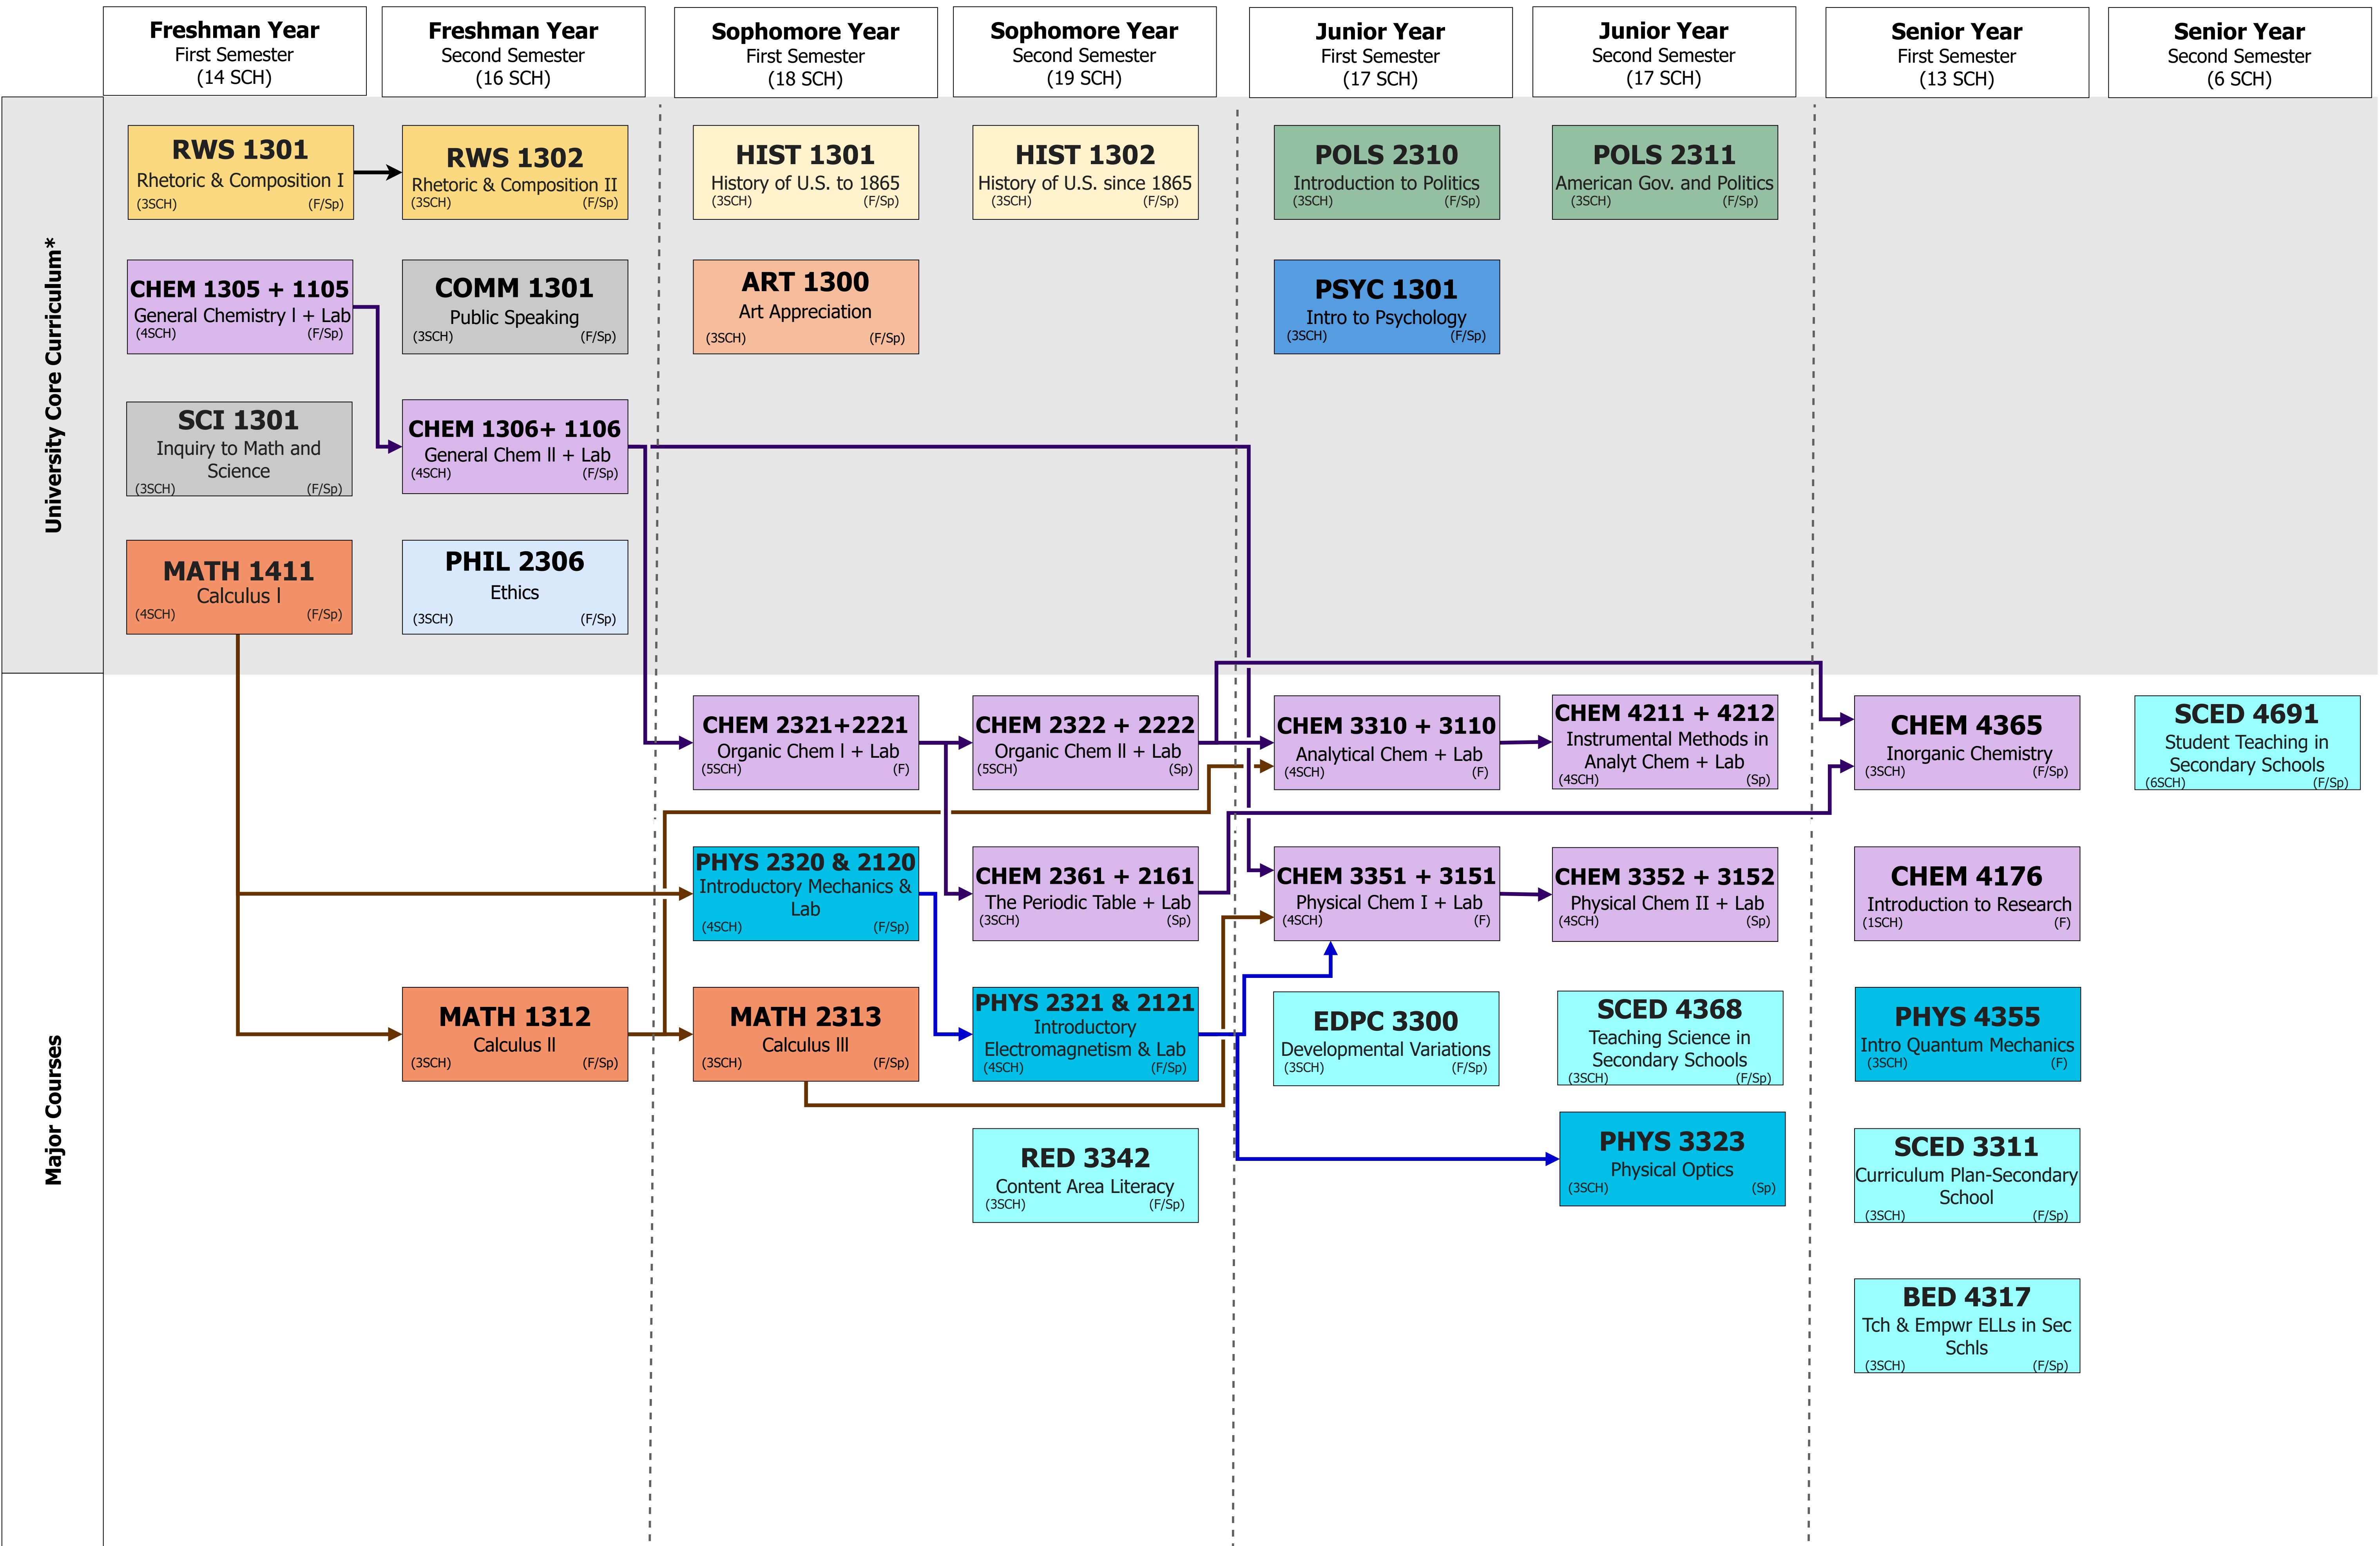 Freshman Year
First Semester
(14 SCH)
Freshman Year
Second Semester
(16 SCH)
Sophomore Year
First Semester
(18 SCH)
Sophomore Year
Second Semester
(19 SCH)
Junior Year
First Semester
(17 SCH)
Junior Year
Second Semester
(17 SCH)
Senior Year
First Semester
(13 SCH)
Senior Year
Second Semester
(6 SCH)
University Core Curriculum*
RWS 1301
Rhetoric & Composition I
(3SCH) (F/Sp)
RWS 1302
Rhetoric & Composition II
(3SCH) (F/Sp)
HIST 1301
History of U.S. to 1865
(3SCH) (F/Sp)
HIST 1302
History of U.S. since 1865
(3SCH) (F/Sp)
POLS 2310
Introduction to Politics
(3SCH) (F/Sp)
POLS 2311
American Gov. and Politics
(3SCH) (F/Sp)
CHEM 1305 + 1105
General Chemistry l + Lab
(4SCH) (F/Sp)
COMM 1301
Public Speaking
(3SCH) (F/Sp)
ART 1300
Art Appreciation
(3SCH) (F/Sp)
PSYC 1301
Intro to Psychology
(3SCH) (F/Sp)
SCI 1301
Inquiry to Math and
Science
(3SCH) (F/Sp)
CHEM 1306+ 1106
General Chem ll + Lab
(4SCH) (F/Sp)
MATH 1411
Calculus l
(4SCH) (F/Sp)
PHIL 2306
Ethics
(3SCH) (F/Sp)
Major Courses
CHEM 2321+2221
Organic Chem l + Lab
(5SCH) (F)
CHEM 2322 + 2222
Organic Chem ll + Lab
(5SCH) (Sp)
CHEM 3310 + 3110
Analytical Chem + Lab
(4SCH) (F)
CHEM 4211 + 4212
Instrumental Methods in
Analyt Chem + Lab
(4SCH) (Sp)
CHEM 4365
Inorganic Chemistry
(3SCH) (F/Sp)
SCED 4691
Student Teaching in
Secondary Schools
(6SCH) (F/Sp)
PHYS 2320 & 2120
Introductory Mechanics &
Lab
(4SCH) (F/Sp)
CHEM 2361 + 2161
The Periodic Table + Lab
(3SCH) (Sp)
CHEM 3351 + 3151
Physical Chem I + Lab
(4SCH) (F)
CHEM 3352 + 3152
Physical Chem II + Lab
(4SCH) (Sp)
CHEM 4176
Introduction to Research
(1SCH) (F)
MATH 1312
Calculus ll
(3SCH) (F/Sp)
MATH 2313
Calculus lll
(3SCH) (F/Sp)
PHYS 2321 & 2121
Introductory
Electromagnetism & Lab
(4SCH) (F/Sp)
EDPC 3300
Developmental Variations
(3SCH) (F/Sp)
SCED 4368
Teaching Science in
Secondary Schools
(3SCH) (F/Sp)
PHYS 4355
Intro Quantum Mechanics
(3SCH) (F)
RED 3342
Content Area Literacy
(3SCH) (F/Sp)
PHYS 3323
Physical Optics
(3SCH) (Sp)
SCED 3311
Curriculum Plan-Secondary
School
(3SCH) (F/Sp)
BED 4317
Tch & Empwr ELLs in Sec
Schls
(3SCH) (F/Sp)